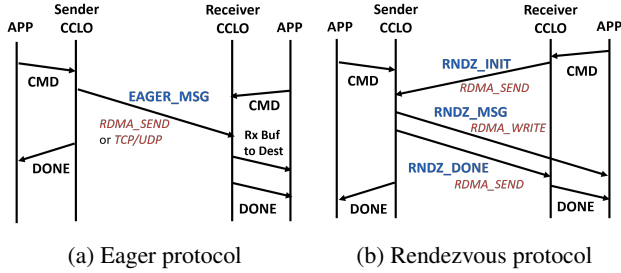 Sender
Receiver
APP
CCLO
CCLO
APP
CMD
EAGER_MSG
CMD
RDMA_SEND
or TCP/UDP
Rx Buf
to Dest
DONE
DONE
(a) Eager protocol
Sender
Receiver
APP
CCLO
CCLO
APP
RNDZ_INIT
CMD
CMD
RDMA_SEND
RNDZ_MSG
RDMA_WRITE
RNDZ_DONE
RDMA_SEND
DONE
DONE
(b) Rendezvous protocol